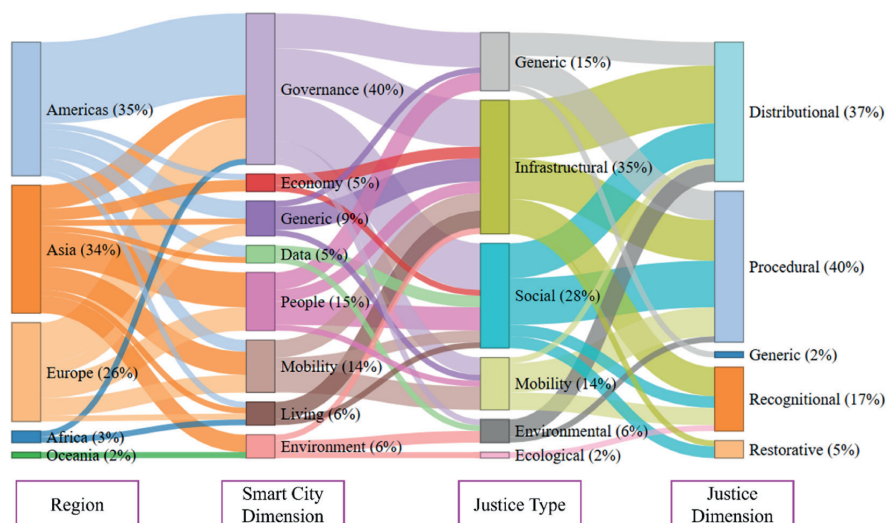 Americas (35%)
Asia (34%)
Europe (26%)
Africa (3%)
Oceania (2%)
Governance (40%)
Economy (5%)
Generic (9%)
Data (5%)
People (15%)
Mobility (14%)
Living (6%)
Environment (6%)
Generic (15%)
Infrastructural (35%)
Social (28%)
Mobility (14%)
Environmental (6%)
Ecological (2%)
Distributional (37%)
Procedural (40%)
Generic (2%)
Recognitional (17%)
Restorative (5%)
Region
Smart City
Dimension
Justice Type
Justice
Dimension